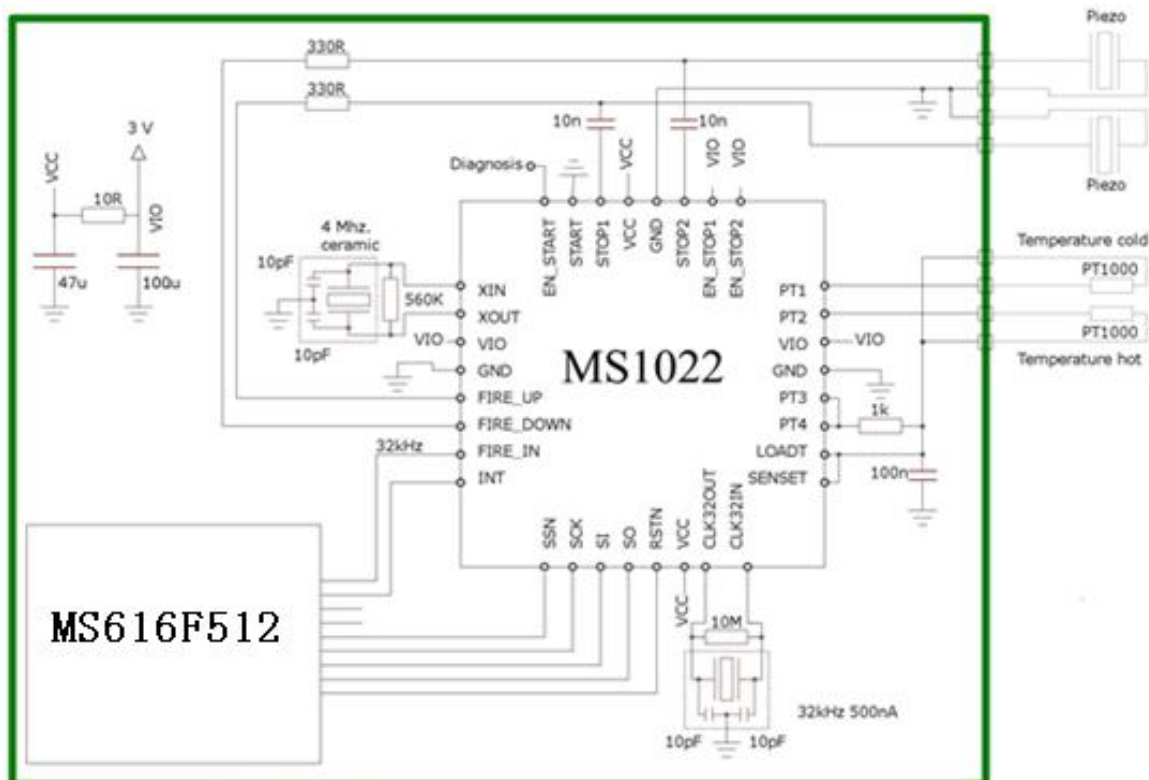 Piezo
330R
330R
3 V
VCC
10R
VIO
47u
100u
10n
10n
Diagnosis
VCC
VIO
VIO
Piezo
4 Mhz.
ceramic
10pF
560K
10pF
EN_START
START
STOP1
VCC
GND
STOP2
EN_STOP1
EN_STOP2
Temperature cold
PT1000
PT1000
Temperature hot
XIN
XOUT
VIO
VIO
GND
FIRE_UP
FIRE_DOWN
FIRE_IN
INT
32kHz
MS1022
PT1
PT2
VIO
VIO
GND
PT3
PT4
LOADT
SENSET
1k
100n
SSN
SCK
SI
SO
RSTN
VCC
CLK32OUT
CLK32IN
MS616F512
VCC
10M
32kHz 500nA
10pF
10pF